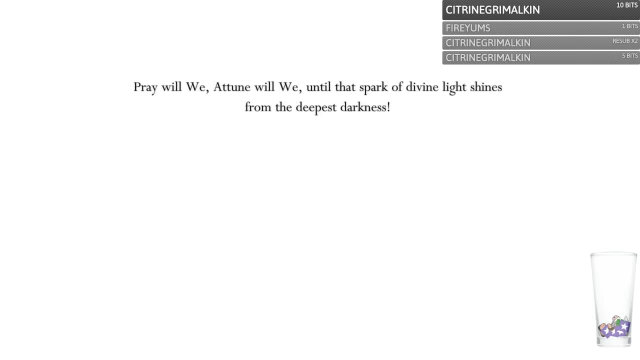 CITRINEGRIMALKIN 10 BITS
FIREYUMS 1 BITS
CITRINEGRIMALKIN RESUB X2
CITRINEGRIMALKIN 5 BITS
Pray will We, Attune will We, until that spark of divine light shines
from the deepest darkness!